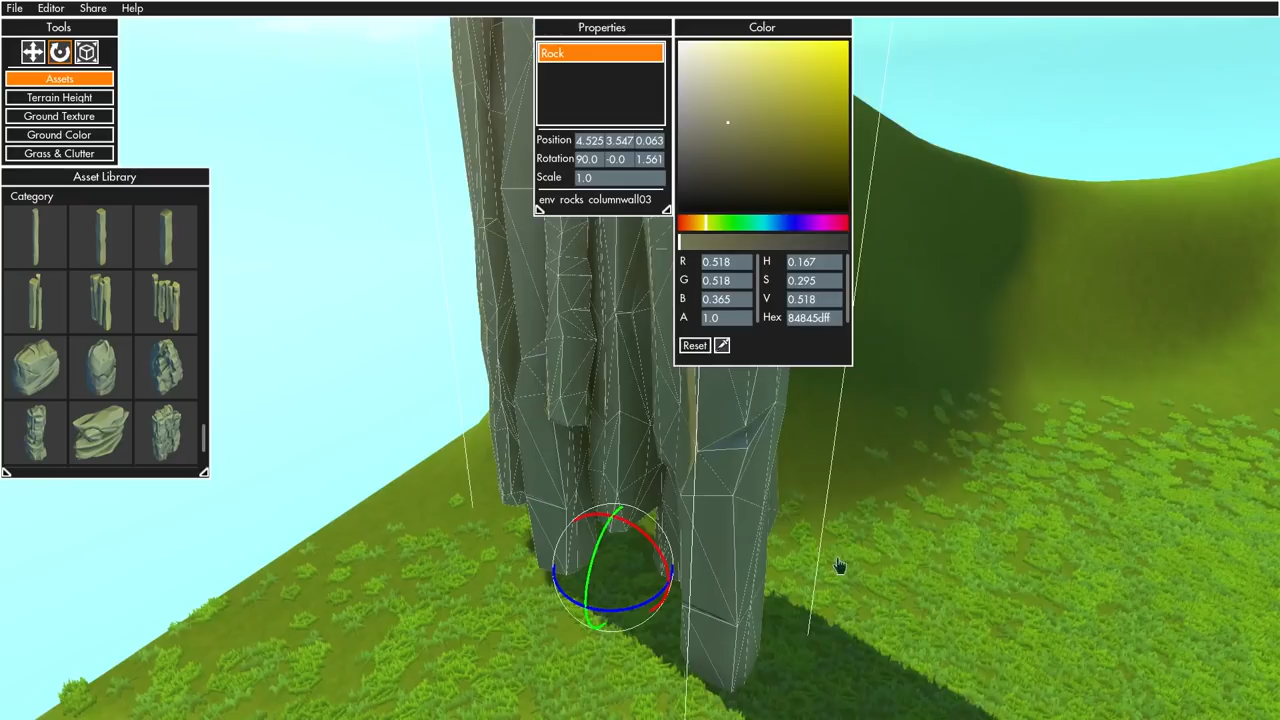 File Editor Share Help
Tools
Assets
Terrain Height
Ground Texture
Ground Color
Grass & Clutter
Asset Library
Category
Properties
Rock
Position 4.525 3.547 0.063
Rotation 90.0 -0.0 1.561
Scale 1.0
env rocks columnwall03
Color
R 0.518 H 0.167
G 0.518 S 0.295
B 0.365 V 0.518
A 1.0 Hex 84845dff
Reset